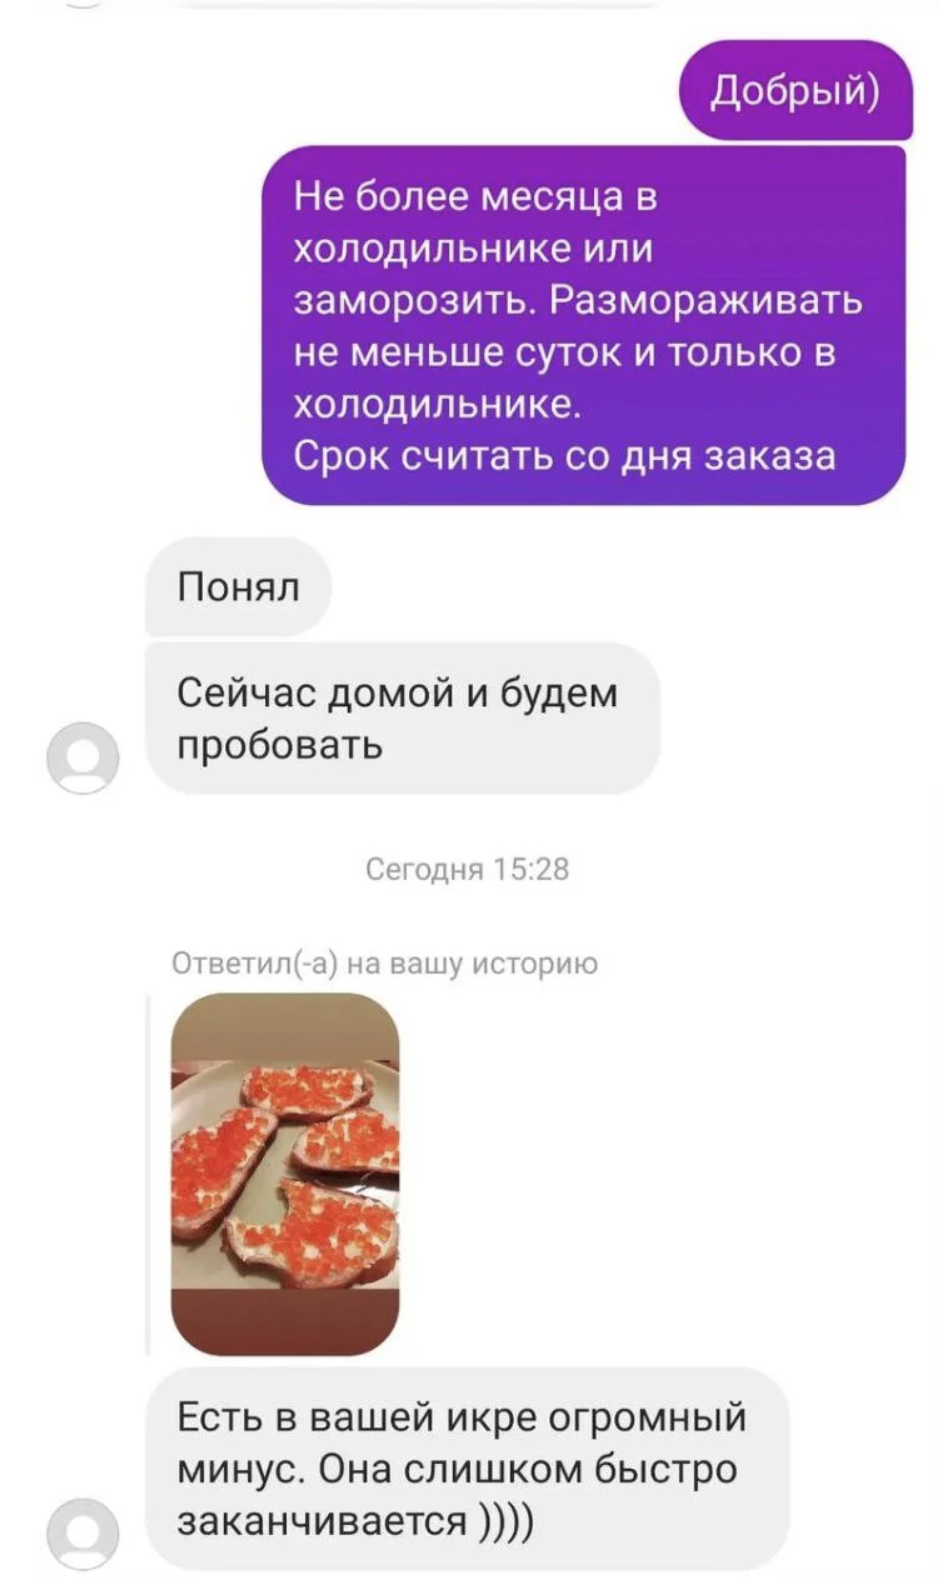 Добрый)
Не более месяца в
холодильнике или
заморозить. Размораживать
не меньше суток и только в
холодильнике.
Срок считать со дня заказа
Понял
Сейчас домой и будем
пробовать
Сегодня 15:28
Ответил(-а) на вашу историю
Есть в вашей икре огромный
минус. Она слишком быстро
заканчивается ))))